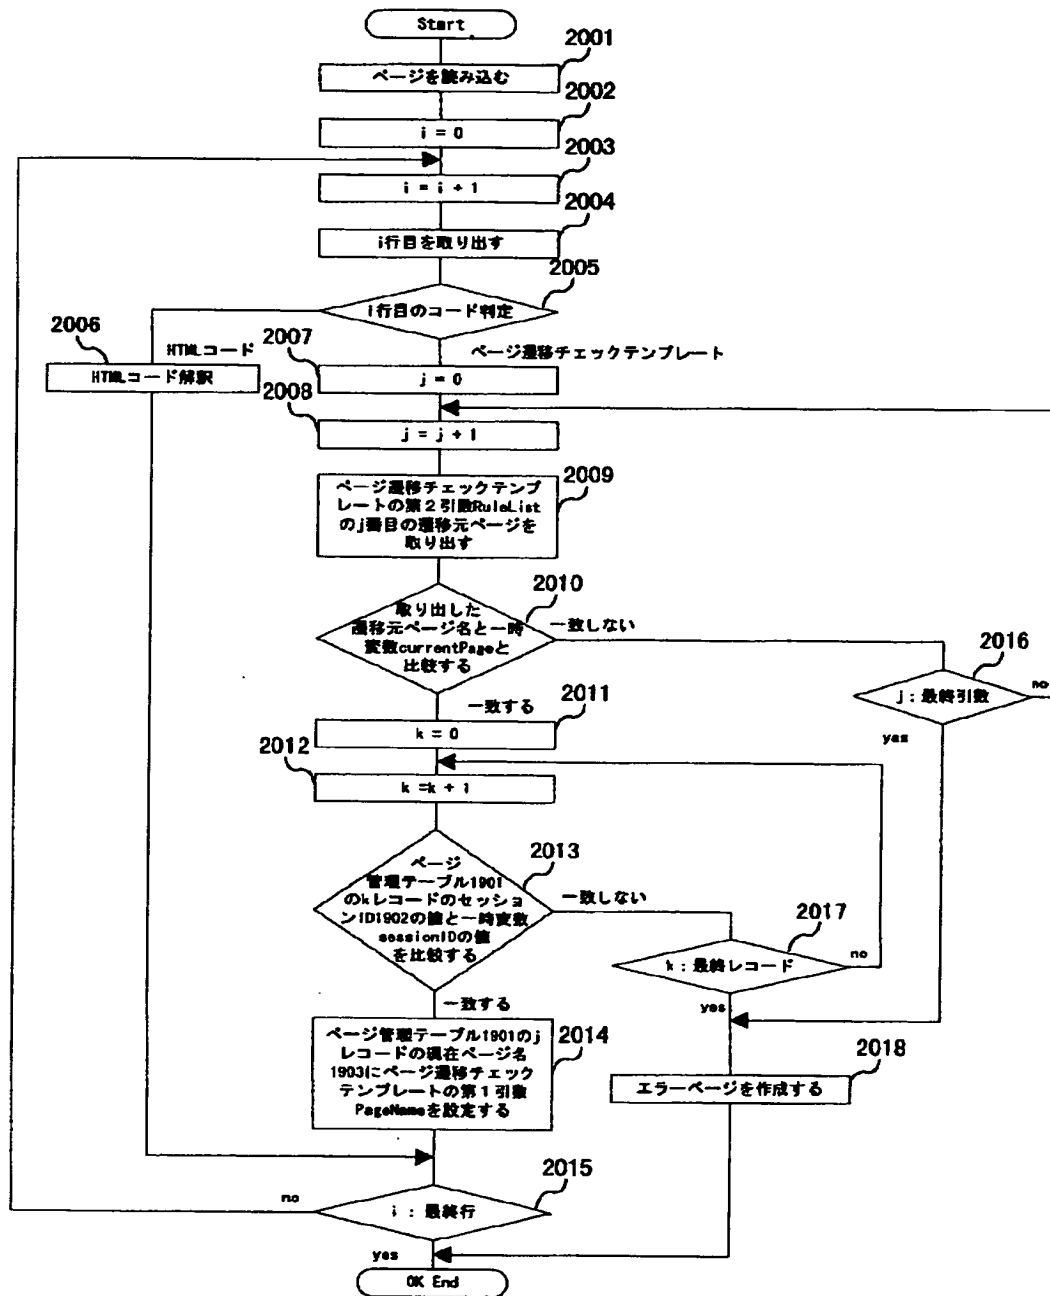 Start
2001
ページを読み込む
2002
i = 0
2003
i = i + 1
2004
i行目を取り出す
2005
i行目のコード判定
2006
HTMLコード
HTMLコード解釈
2007
ページ遷移チェックテンプレート
j = 0
2008
j = j + 1
2009
ページ遷移チェックテンプ
レートの第2引数RuleList
のj番目の遷移元ページを
取り出す
2010
取り出した
遷移元ページ名と一時
変数currentPageと
比較する
一致しない
2016
j：最終引数
no
yes
一致する
2011
k = 0
2012
k =k + 1
2013
ページ
管理テーブル1901
のkレコードのセッショ
ンID1902の値と一時変数
sessionIDの値
を比較する
一致しない
2017
k：最終レコード
no
yes
一致する
2014
ページ管理テーブル1901のj
レコードの現在ページ名
1903にページ遷移チェック
テンプレートの第1引数
PageNameを設定する
2018
エラーページを作成する
2015
no
i : 最終行
yes
OK End